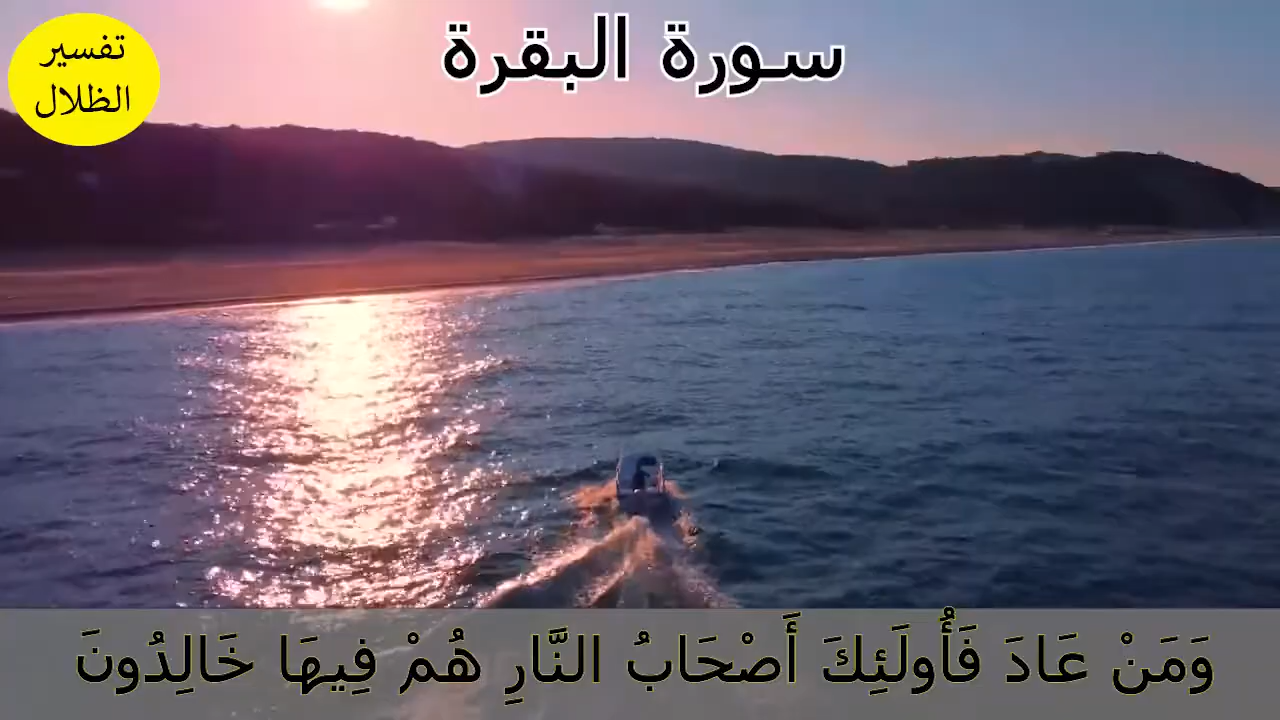 سورة البقرة
تفسير
الظلال
وَمَنْ عَادَ فَأُولَئِكَ أَصْحَابُ النَّارِ هُمْ فِيهَا خَالِدُونَ